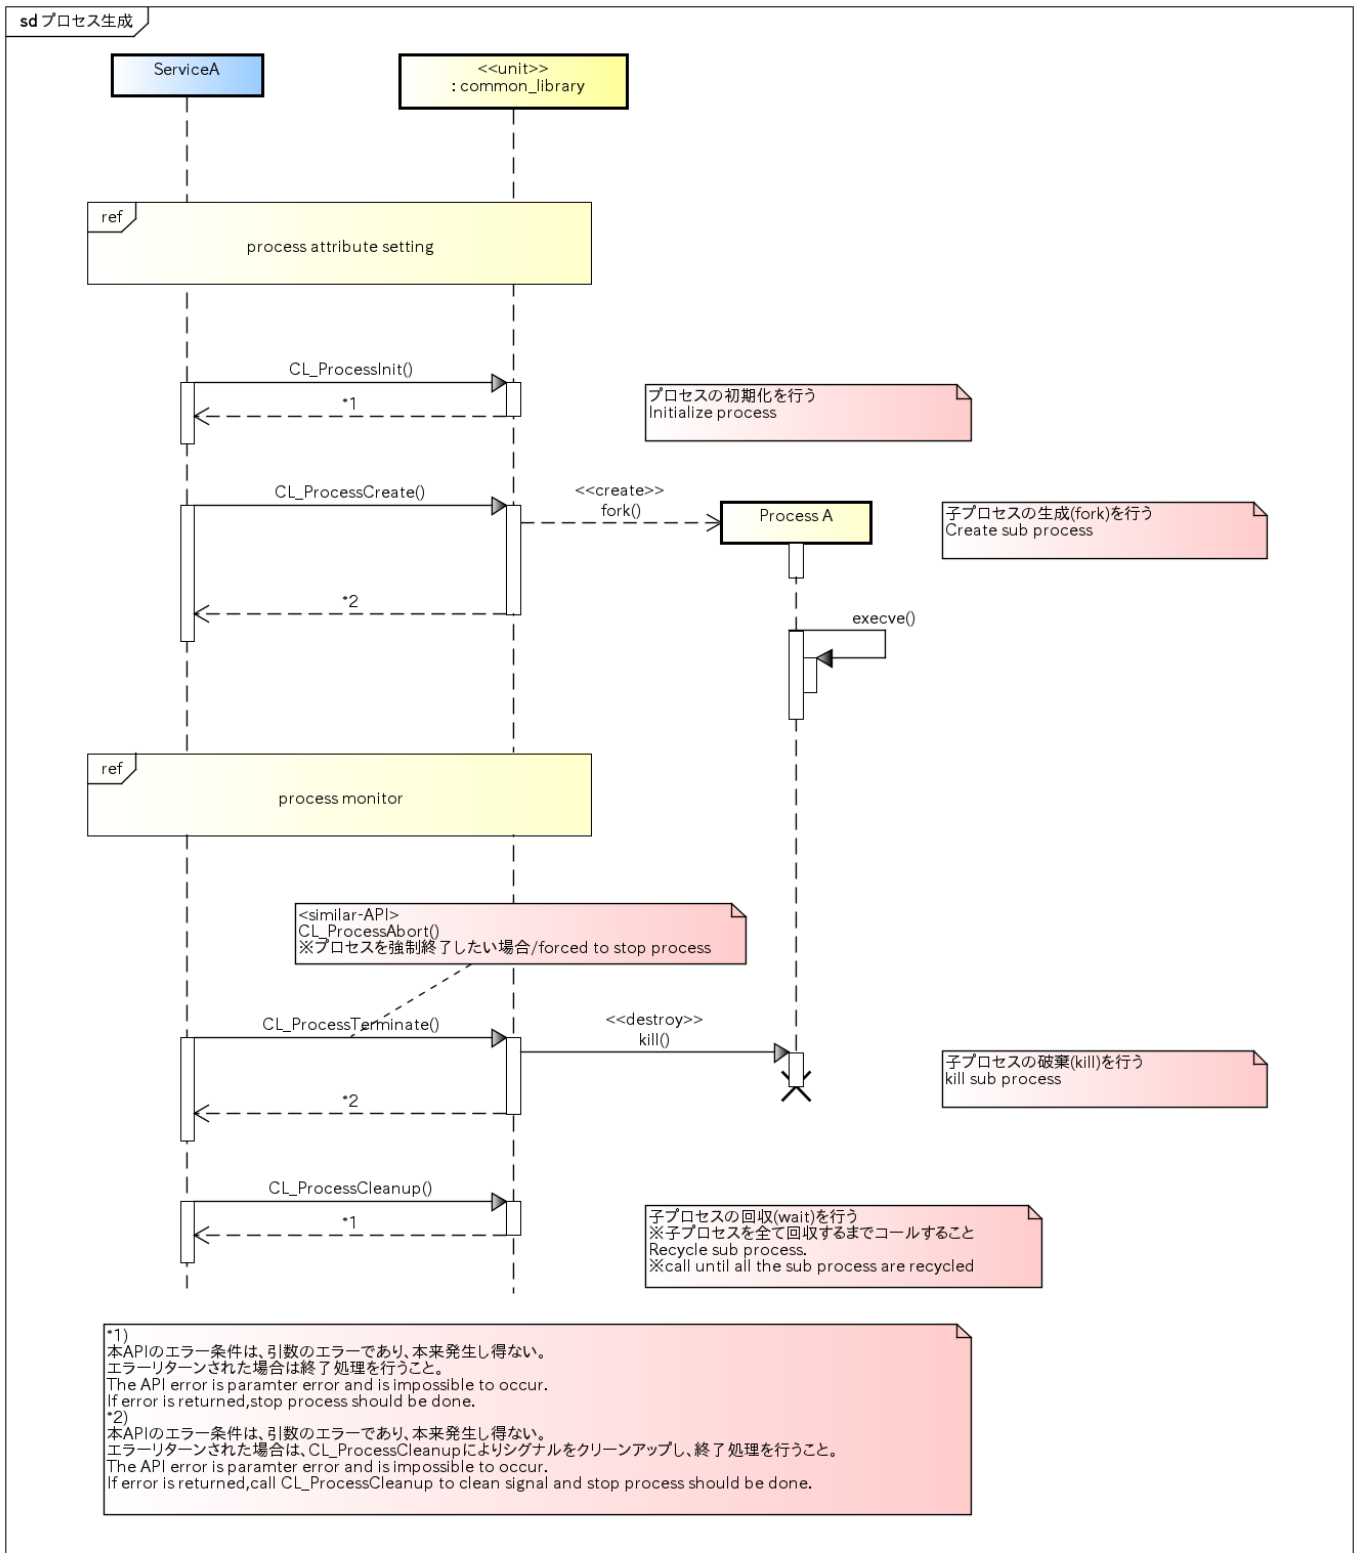 sd プロセス生成
ServiceA
<<unit>>
: common_library
ref
process attribute setting
CL_ProcessInit()
*1
プロセスの初期化を行う
Initialize process
CL_ProcessCreate()
<<create>>
fork()
Process A
子プロセスの生成(fork)を行う
Create sub process
*2
execve()
ref
process monitor
<similar-API>
CL_ProcessAbort()
※プロセスを強制終了したい場合/forced to stop process
CL_ProcessTerminate()
<<destroy>>
kill()
子プロセスの破棄(kill)を行う
kill sub process
*2
CL_ProcessCleanup()
*1
子プロセスの回収(wait)を行う
※子プロセスを全て回収するまでコールすること
Recycle sub process.
※call until all the sub process are recycled
*1)
本APIのエラー条件は、引数のエラーであり、本来発生し得ない。
エラーリターンされた場合は終了処理を行うこと。
The API error is paramter error and is impossible to occur.
If error is returned,stop process should be done.
*2)
本APIのエラー条件は、引数のエラーであり、本来発生し得ない。
エラーリターンされた場合は、CL_ProcessCleanupによりシグナルをクリーンアップし、終了処理を行うこと。
The API error is paramter error and is impossible to occur.
If error is returned,call CL_ProcessCleanup to clean signal and stop process should be done.